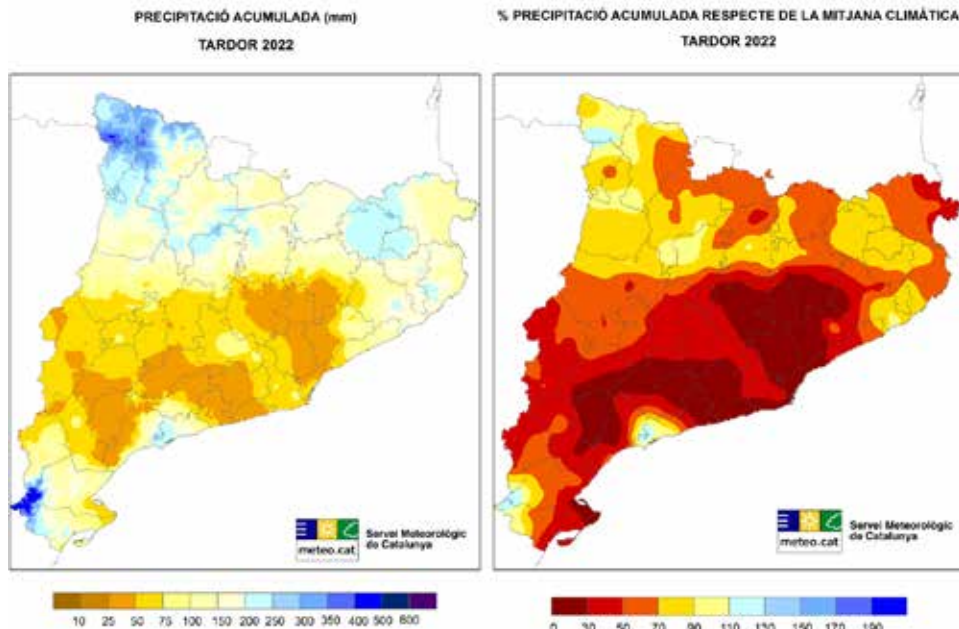 PRECIPITACIÓ ACUMULADA (mm)
TARDOR 2022
% PRECIPITACIÓ ACUMULADA RESPECTE DE LA MITJANA CLIMÀTICA
TARDOR 2022
meteo.cat
Servei Meteorològic
de Catalunya
meteo.cat
Servei Meteorològic
de Catalunya
10 25 50 75 100 150 200 250 300 350 400 500 600
0 30 50 70 90 110 130 150 170 190